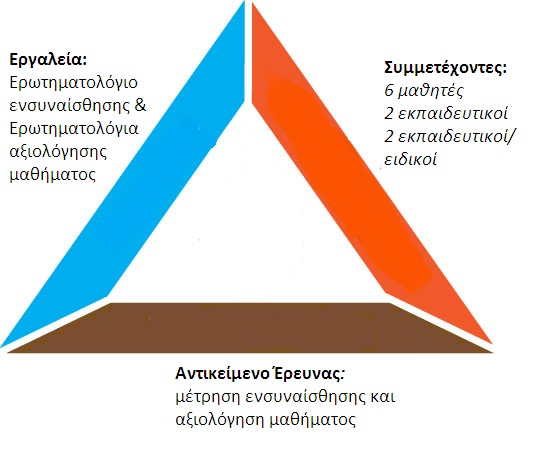 Εργαλεία:
Ερωτηματολόγιο
ενσυναίσθησης &
Ερωτηματολόγια
αξιολόγησης
μαθήματος
Συμμετέχοντες:
6 μαθητές
2 εκπαιδευτικοί
2 εκπαιδευτικοί/
ειδικοί
Αντικείμενο Έρευνας:
μέτρηση ενσυναίσθησης και
αξιολόγηση μαθήματος